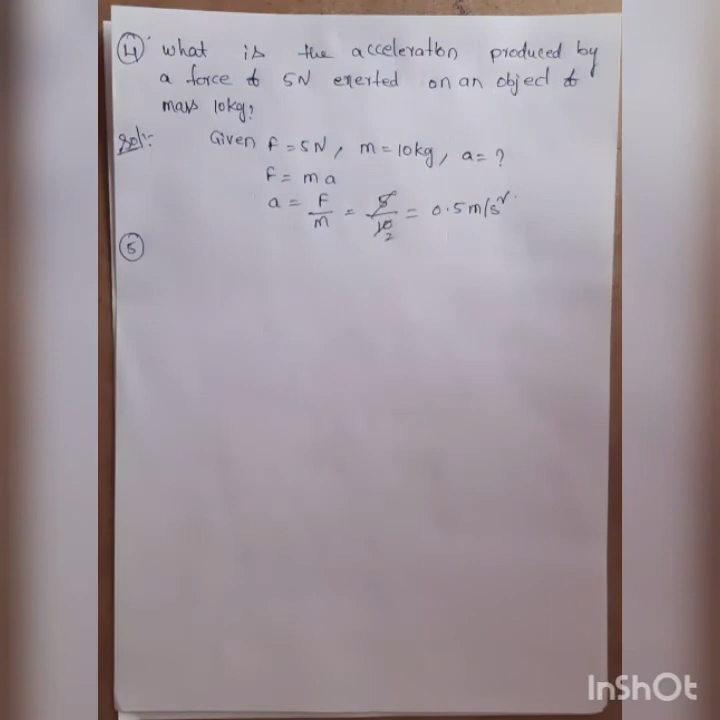 ④ what is the acceleration produced by
a force of 5N exerted on an object of
mass 10kg?
Sol:- Given F = 5N, m = 10kg, a = ?
F = ma
a = F/m = 5/10 2 = 0.5 m/s²
⑤
InShOt